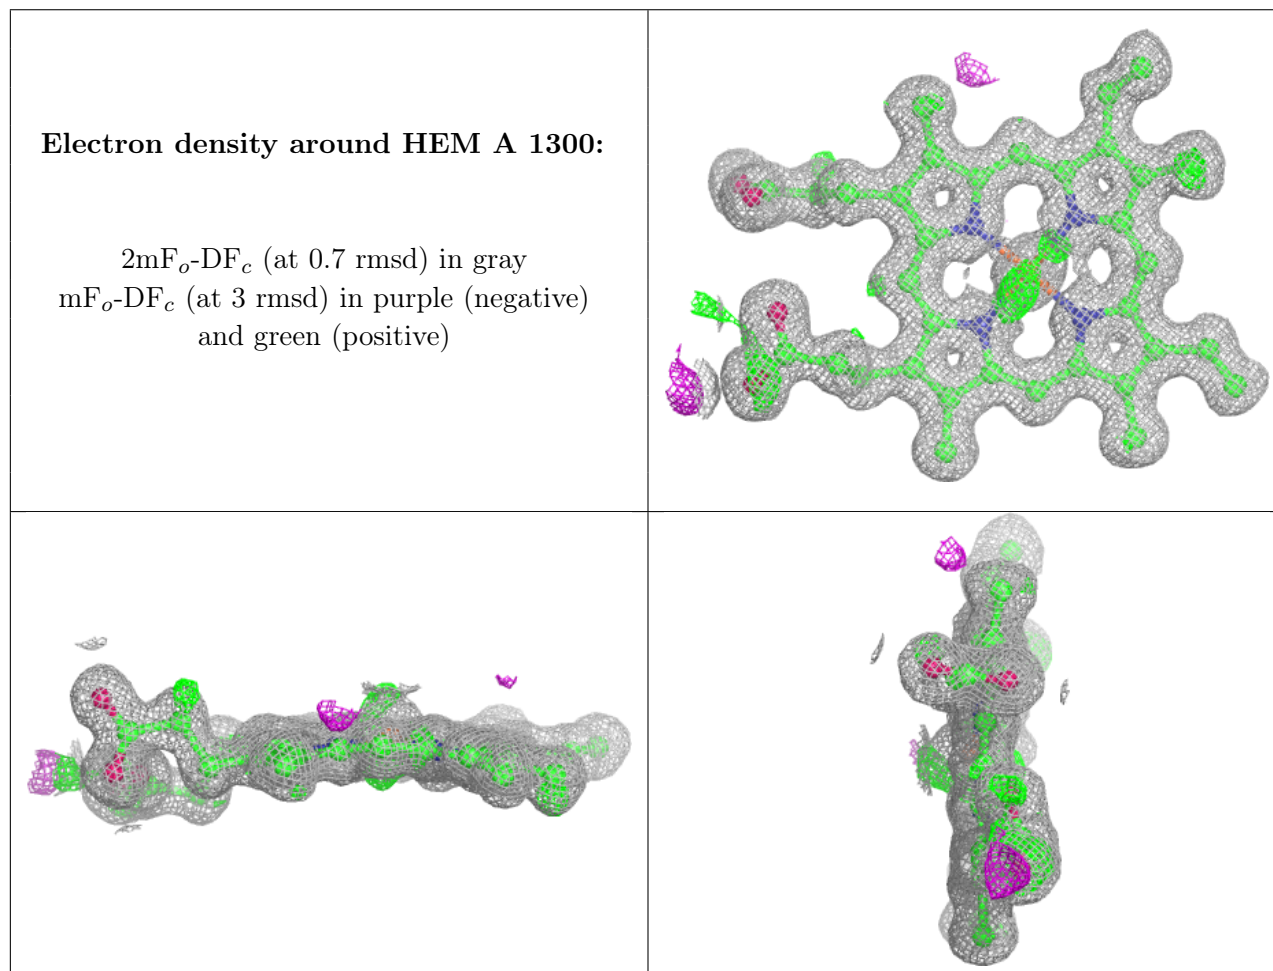 Electron density around HEM A 1300:
2mFo-DFc (at 0.7 rmsd) in gray
mFo-DFc (at 3 rmsd) in purple (negative)
and green (positive)